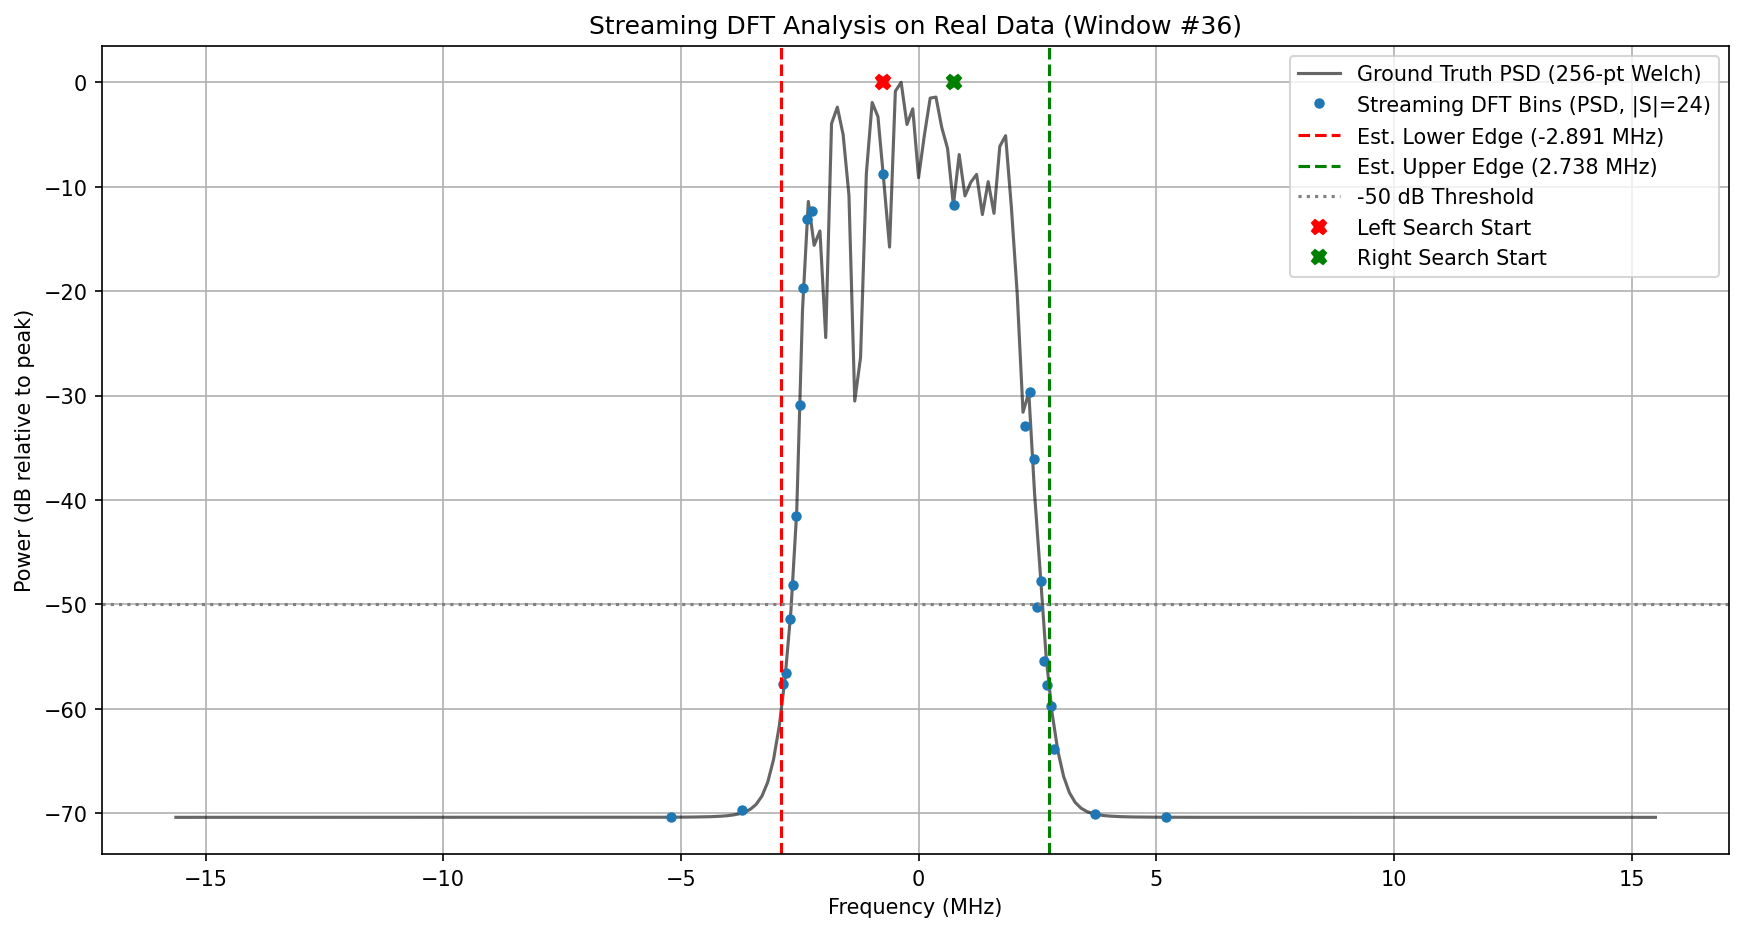 Streaming DFT Analysis on Real Data (Window #36)
Ground Truth PSD (256-pt Welch)
Streaming DFT Bins (PSD, |S|=24)
Est. Lower Edge (-2.891 MHz)
Est. Upper Edge (2.738 MHz)
-50 dB Threshold
Left Search Start
Right Search Start
Power (dB relative to peak)
0
−10
−20
−30
−40
−50
−60
−70
−15
−10
−5
0
5
10
15
Frequency (MHz)